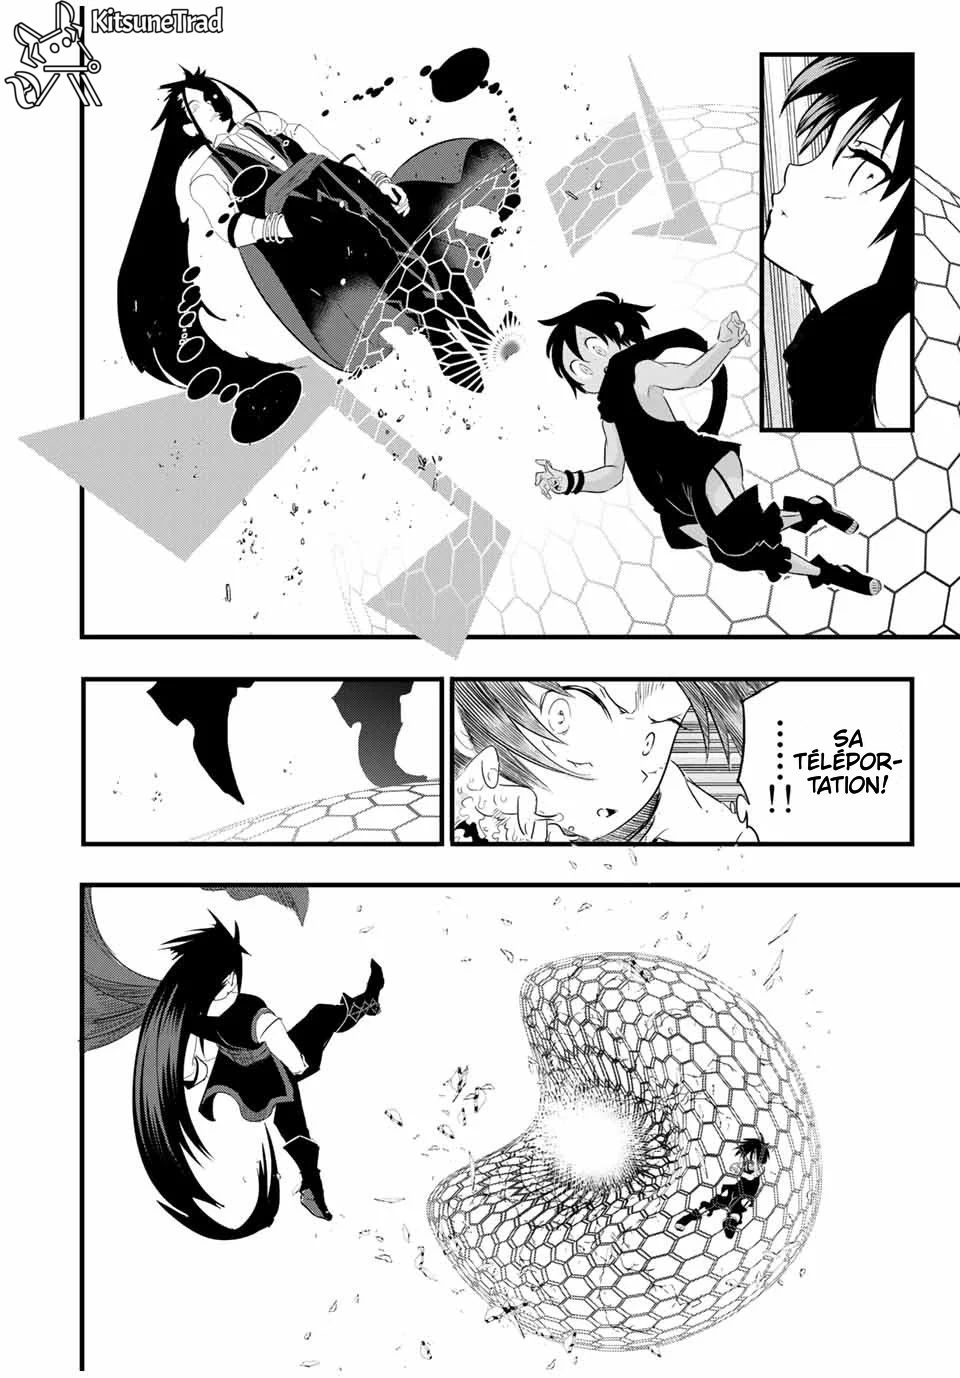 KitsuneTrad
SA
TÉLÉPOR-
TATION!
......!!